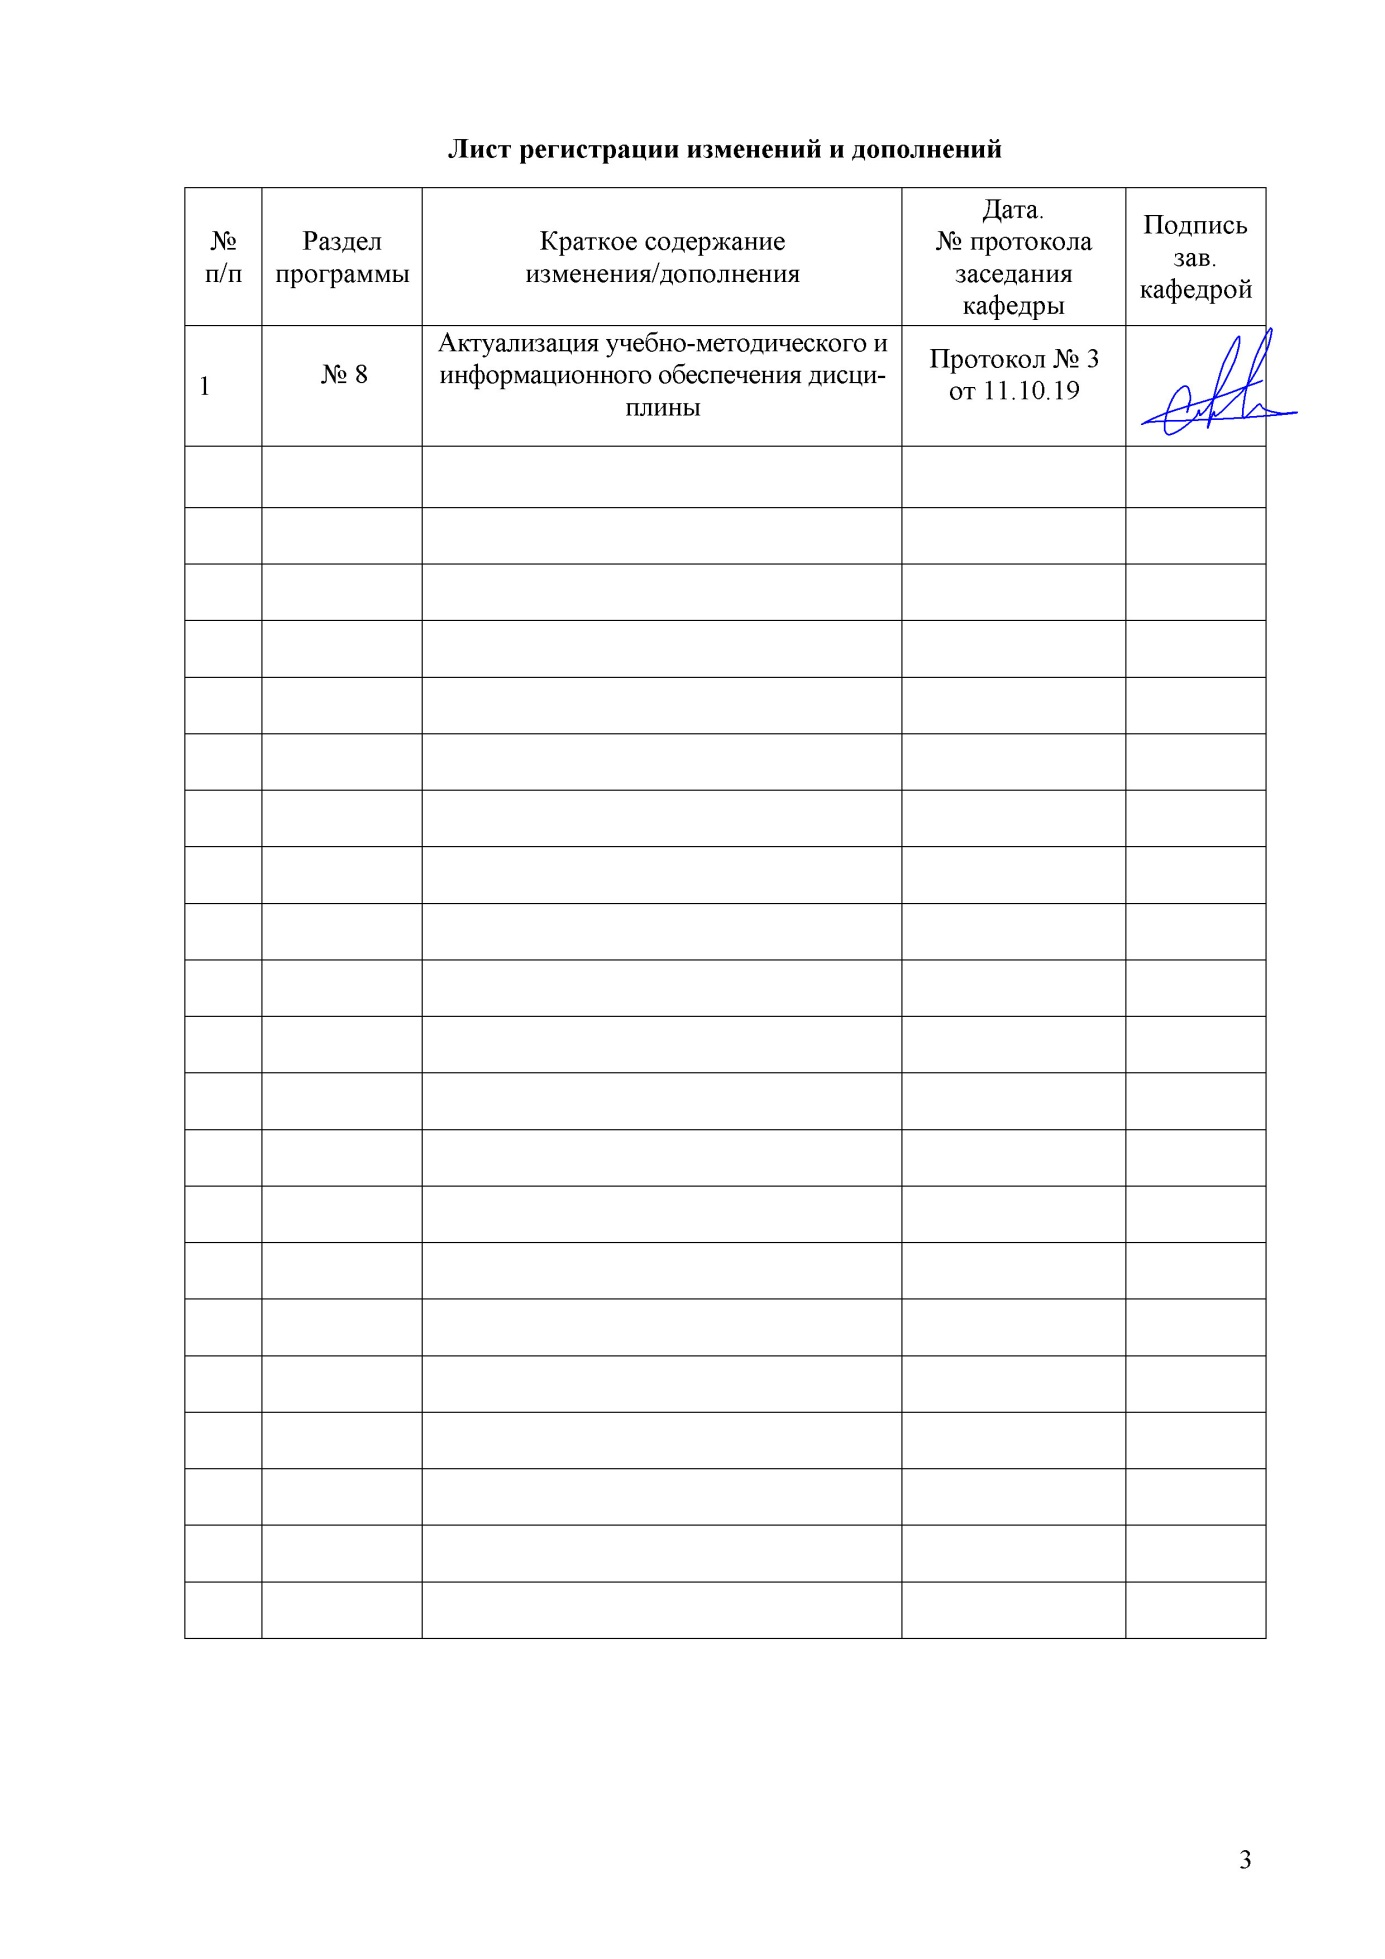 Лист регистрации изменений и дополнений
№
п/п
Раздел
программы
Краткое содержание
изменения/дополнения
Дата.
№ протокола
заседания
кафедры
Подпись
зав.
кафедрой
1
№ 8
Актуализация учебно-методического и
информационного обеспечения дисци-
плины
Протокол № 3
от 11.10.19
3